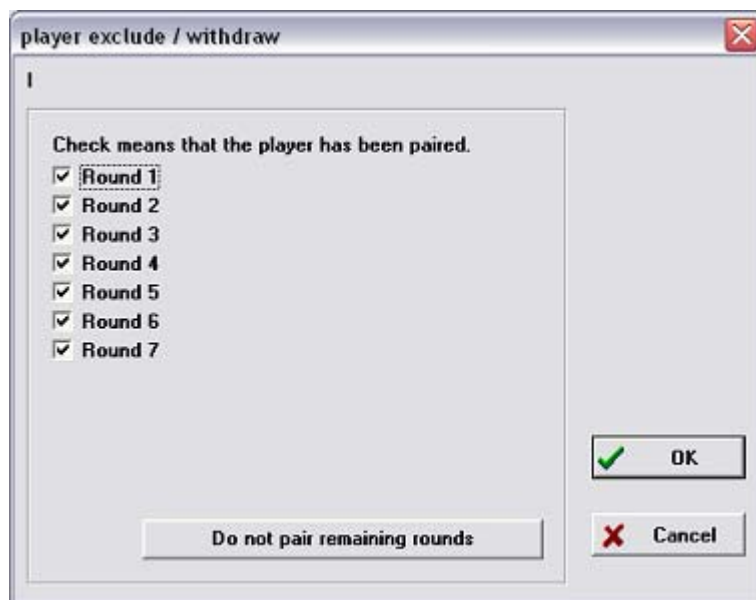 player exclude / withdraw
I
Check means that the player has been paired.
Round 1
Round 2
Round 3
Round 4
Round 5
Round 6
Round 7
OK
Do not pair remaining rounds
Cancel